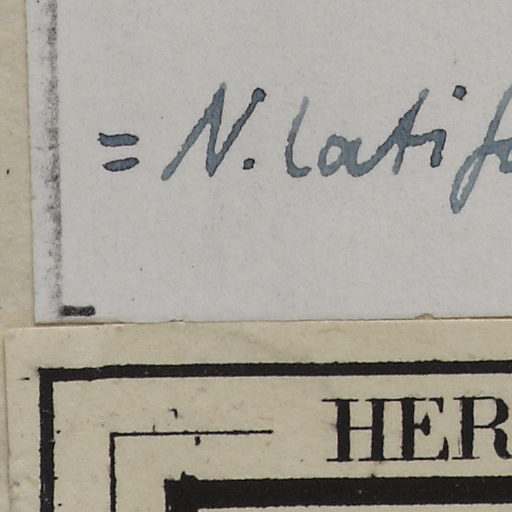 = N. latifo
HER